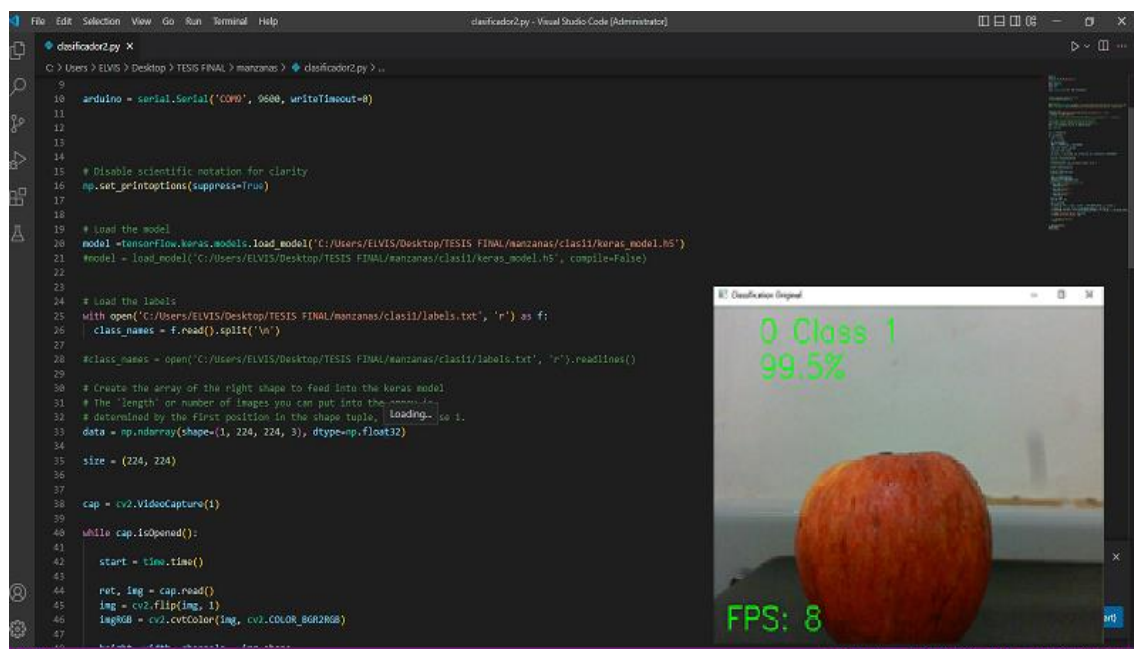 File Edit Selection View Go Run Terminal Help
clasificador2.py - Visual Studio Code [Administrator]
clasificador2.py
C: > Users > ELVIS > Desktop > TESIS FINAL > manzanas > clasificador2.py > ...
9
10 arduino = serial.Serial('COM9', 9600, writeTimeout=0)
11
12
13
14
15 # Disable scientific notation for clarity
16 np.set_printoptions(suppress=True)
17
18
19 # Load the model
20 model =tensorflow.keras.models.load_model('C:/Users/ELVIS/Desktop/TESIS FINAL/manzanas/clasi1/keras_model.h5')
21 #model = load_model('C:/Users/ELVIS/Desktop/TESIS FINAL/manzanas/clasi1/keras_model.h5', compile=False)
22
23
24 # Load the labels
25 with open('C:/Users/ELVIS/Desktop/TESIS FINAL/manzanas/clasi1/labels.txt', 'r') as f:
26 class_names = f.read().split('\n')
27
28 #class_names = open('C:/Users/ELVIS/Desktop/TESIS FINAL/manzanas/clasi1/labels.txt', 'r').readlines()
29
30 # Create the array of the right shape to feed into the keras model
31 # The 'length' or number of images you can put into the array is
32 # determined by the first position in the shape tuple, se 1.
Loading...
33 data = np.ndarray(shape=(1, 224, 224, 3), dtype=np.float32)
34
35 size = (224, 224)
36
37
38 cap = cv2.VideoCapture(1)
39
40 while cap.isOpened():
41
42 start = time.time()
43
44 ret, img = cap.read()
45 img = cv2.flip(img, 1)
46 imgRGB = cv2.cvtColor(img, cv2.COLOR_BGR2RGB)
47
Classification Original
0 Class 1
99.5%
FPS: 8